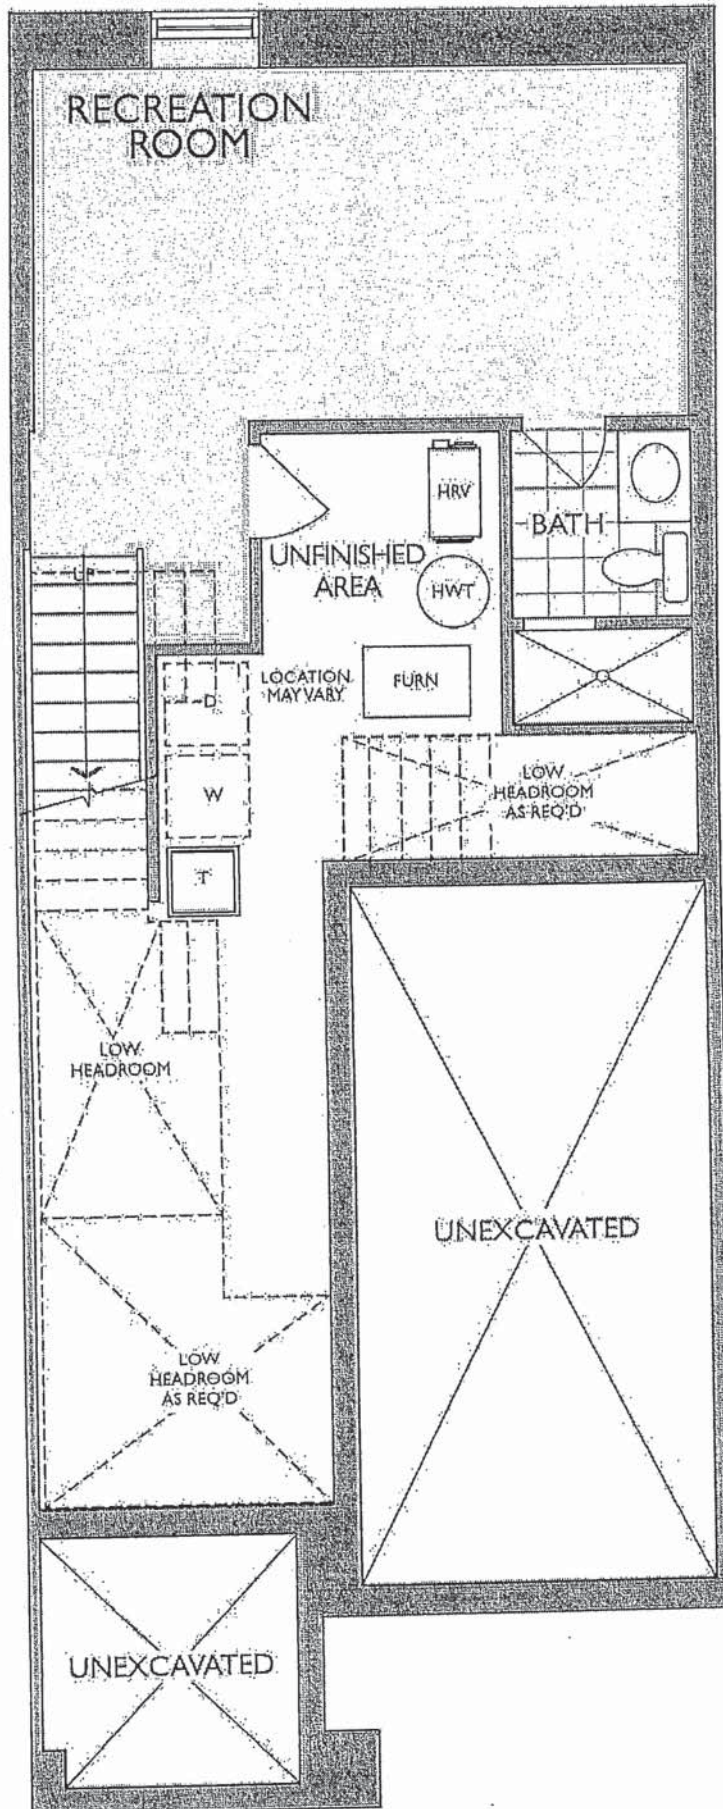 RECREATION
ROOM
HRV
BATH
UNFINISHED
AREA
HWT
UP
LOCATION
MAY VARY
FURN
D
W
LOW
HEADROOM
AS REQ'D
T
LOW
HEADROOM
UNEXCAVATED
LOW
HEADROOM
AS REQ'D
UNEXCAVATED